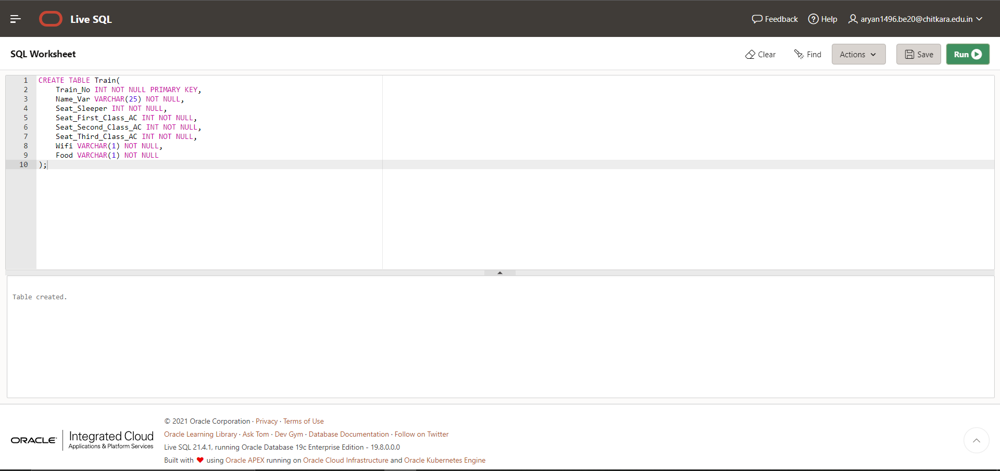 Live SQL
Feedback
Help
aryan1496.be20@chitkara.edu.in
SQL Worksheet
Clear
Find
Actions
Save
Run
1 CREATE TABLE Train(
2 Train_No INT NOT NULL PRIMARY KEY,
3 Name_Var VARCHAR(25) NOT NULL,
4 Seat_Sleeper INT NOT NULL,
5 Seat_First_Class_AC INT NOT NULL,
6 Seat_Second_Class_AC INT NOT NULL,
7 Seat_Third_Class_AC INT NOT NULL,
8 Wifi VARCHAR(1) NOT NULL,
9 Food VARCHAR(1) NOT NULL
10 );
Table created.
ORACLE
Integrated Cloud
Applications & Platform Services
© 2021 Oracle Corporation · Privacy · Terms of Use
Oracle Learning Library · Ask Tom · Dev Gym · Database Documentation · Follow on Twitter
Live SQL 21.4.1, running Oracle Database 19c Enterprise Edition - 19.8.0.0.0
Built with ❤ using Oracle APEX running on Oracle Cloud Infrastructure and Oracle Kubernetes Engine